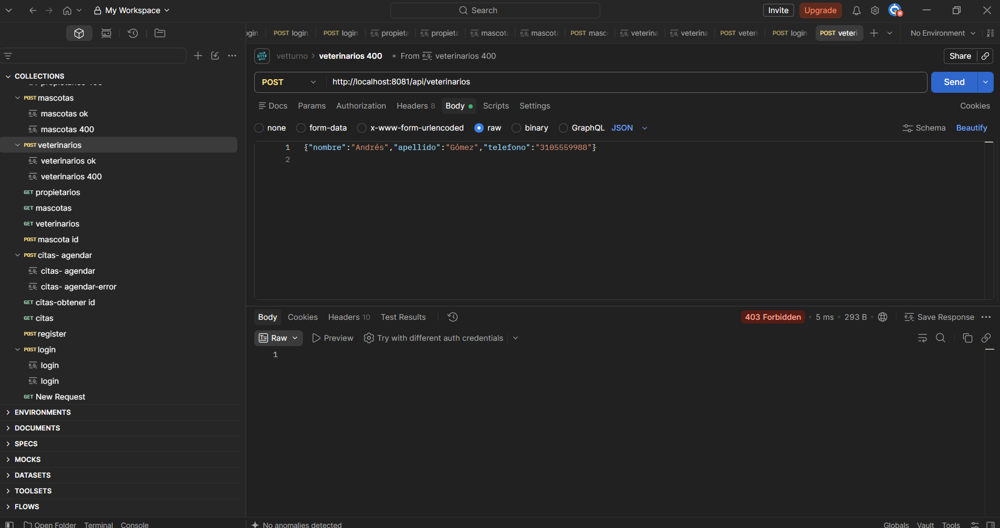 My Workspace
Search
Invite
Upgrade
ogin
POST login
POST login
e.g. propieta
e.g. propieta
e.g. mascota
e.g. mascota
POST masc
e.g. veterina
e.g. veterina
POST veteri
POST login
POST veteri
No Environment
HTTP vetturno > veterinarios 400 • From e.g. veterinarios 400
Share
COLLECTIONS
POST http://localhost:8081/api/veterinarios
Send
POST mascotas
e.g. mascotas ok
e.g. mascotas 400
POST veterinarios
e.g. veterinarios ok
e.g. veterinarios 400
GET propietarios
GET mascotas
GET veterinarios
POST mascota id
POST citas- agendar
e.g. citas- agendar
e.g. citas- agendar-error
GET citas-obtener id
GET citas
POST register
POST login
e.g. login
e.g. login
GET New Request
ENVIRONMENTS
DOCUMENTS
SPECS
MOCKS
DATASETS
TOOLSETS
FLOWS
Docs Params Authorization Headers 8 Body Scripts Settings Cookies
none form-data x-www-form-urlencoded raw binary GraphQL JSON Schema Beautify
1 {"nombre":"Andrés","apellido":"Gómez","telefono":"3105559988"}
2
Body Cookies Headers 10 Test Results
403 Forbidden • 5 ms • 293 B
e.g. Save Response
Raw Preview Try with different auth credentials
1
Open Folder Terminal Console
No anomalies detected
Globals Vault Tools